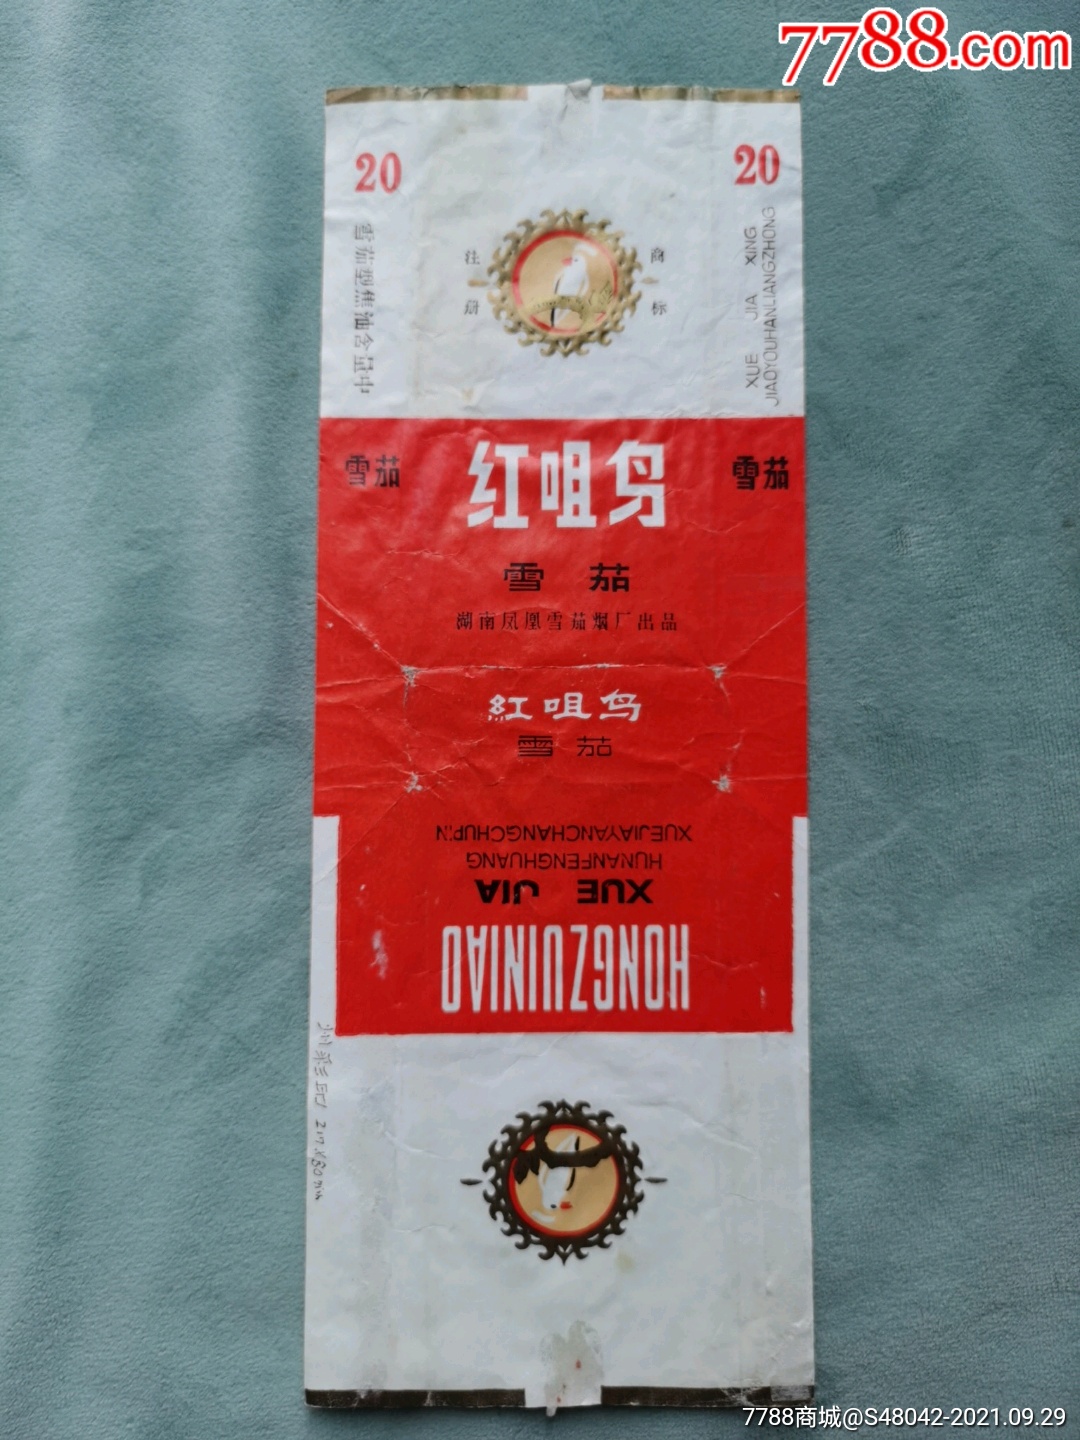 7788.com
20
20
雪茄型焦油含量中
注册
商标
XUE JIA XING
JIAOYOUHANLIANGZHONG
雪茄
红咀鸟
雪茄
雪茄
湖南凤凰雪茄烟厂出品
紅咀鸟
雪茄
XUEJIAYANCHANGCHUPIN
HUNANFENGHUANG
XUE JIA
HONGZUINIAO
217×80
7788商城@S48042-2021.09.29